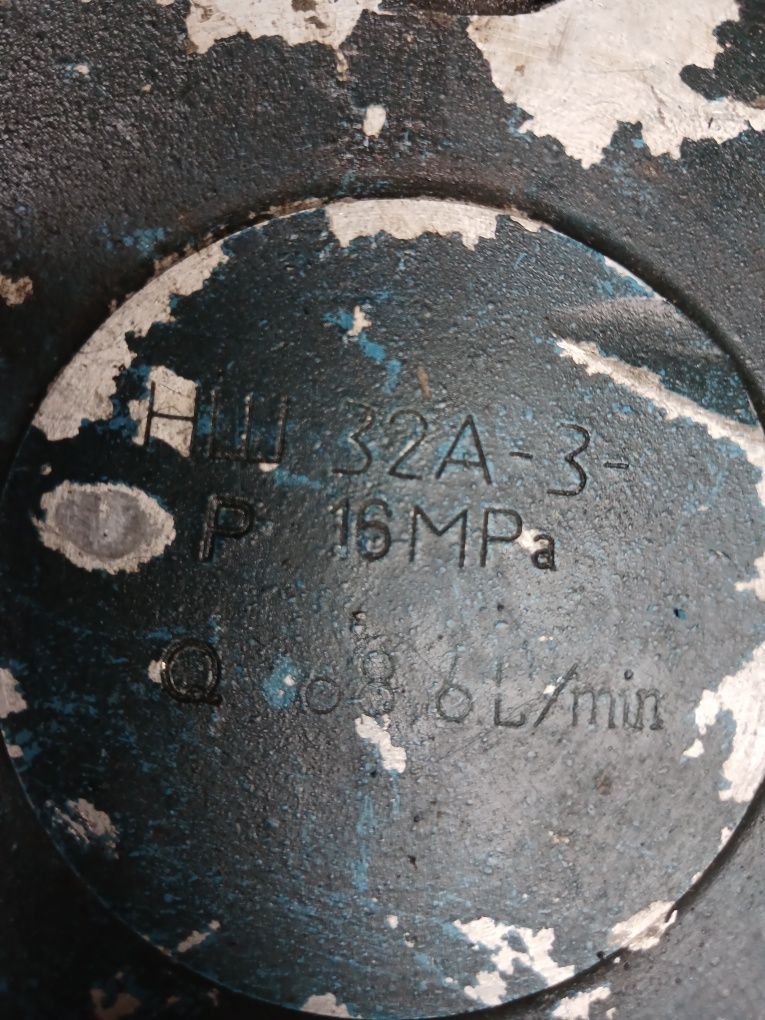 НШ 32А-3-
P 16MPa
Q 68 6L/min